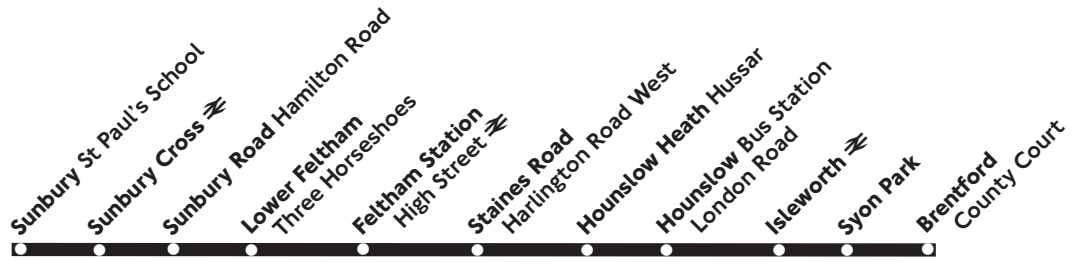 Sunbury St Paul's School
Sunbury Cross
Sunbury Road Hamilton Road
Lower Feltham
Three Horseshoes
Feltham Station
High Street
Staines Road
Harlington Road West
Hounslow Heath Hussar
Hounslow Bus Station
London Road
Isleworth
Syon Park
Brentford
County Court